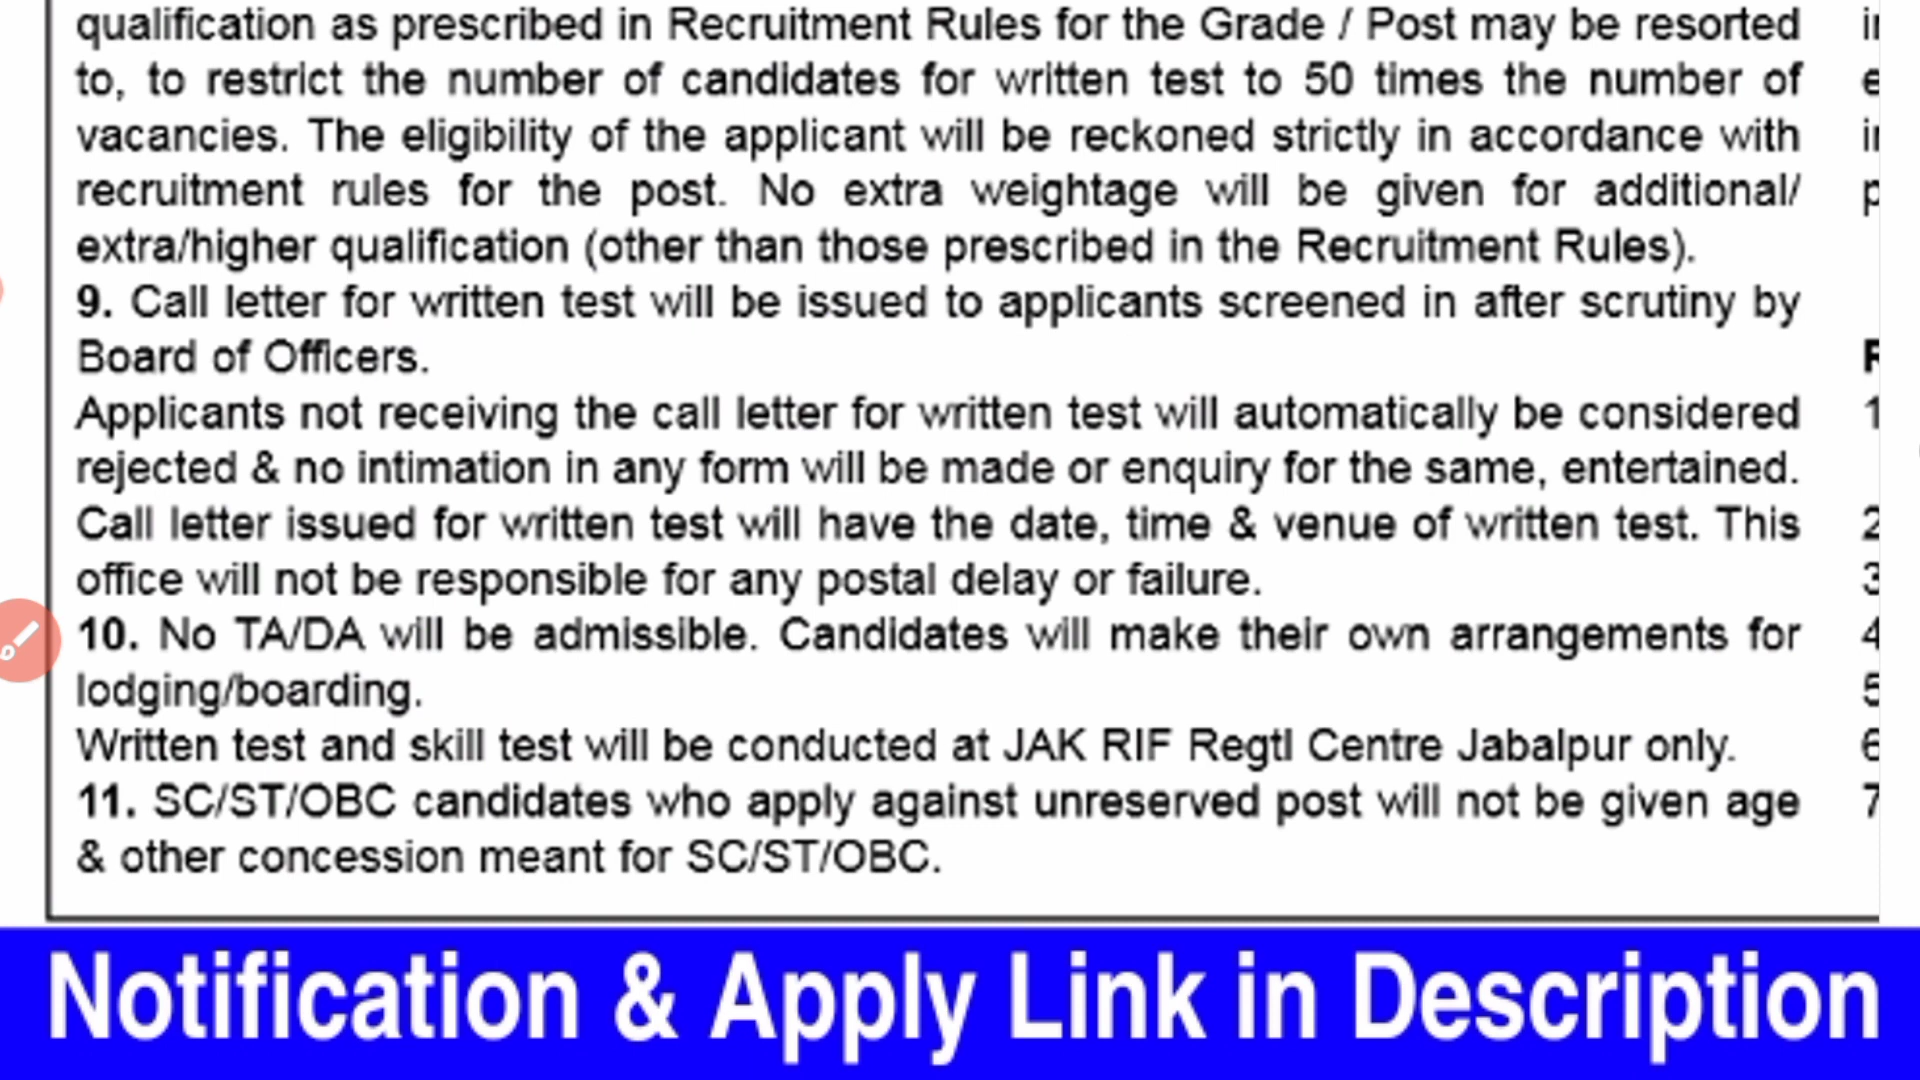 qualification as prescribed in Recruitment Rules for the Grade / Post may be resorted
to, to restrict the number of candidates for written test to 50 times the number of
vacancies. The eligibility of the applicant will be reckoned strictly in accordance with
recruitment rules for the post. No extra weightage will be given for additional/
extra/higher qualification (other than those prescribed in the Recruitment Rules).
9. Call letter for written test will be issued to applicants screened in after scrutiny by
Board of Officers.
Applicants not receiving the call letter for written test will automatically be considered
rejected & no intimation in any form will be made or enquiry for the same, entertained.
Call letter issued for written test will have the date, time & venue of written test. This
office will not be responsible for any postal delay or failure.
10. No TA/DA will be admissible. Candidates will make their own arrangements for
lodging/boarding.
Written test and skill test will be conducted at JAK RIF Regtl Centre Jabalpur only.
11. SC/ST/OBC candidates who apply against unreserved post will not be given age
& other concession meant for SC/ST/OBC.
Notification & Apply Link in Description